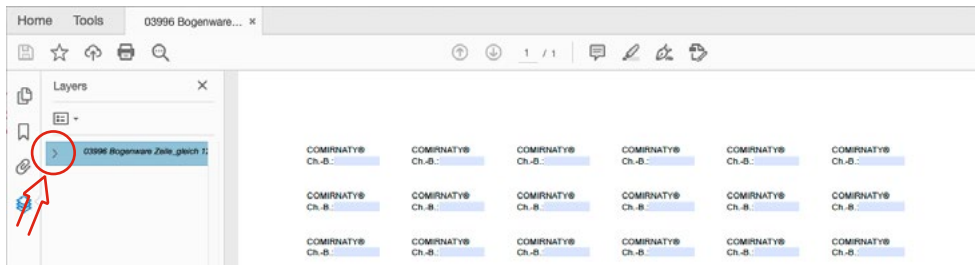 Home Tools 03996 Bogenware... ×
1 / 1
Layers ×
03996 Bogenware Zeile_gleich 12
COMIRNATY® COMIRNATY® COMIRNATY® COMIRNATY® COMIRNATY® COMIRNATY®
Ch.-B.: Ch.-B.: Ch.-B.: Ch.-B.: Ch.-B.: Ch.-B.:
COMIRNATY® COMIRNATY® COMIRNATY® COMIRNATY® COMIRNATY® COMIRNATY®
Ch.-B.: Ch.-B.: Ch.-B.: Ch.-B.: Ch.-B.: Ch.-B.:
COMIRNATY® COMIRNATY® COMIRNATY® COMIRNATY® COMIRNATY® COMIRNATY®
Ch.-B.: Ch.-B.: Ch.-B.: Ch.-B.: Ch.-B.: Ch.-B.: